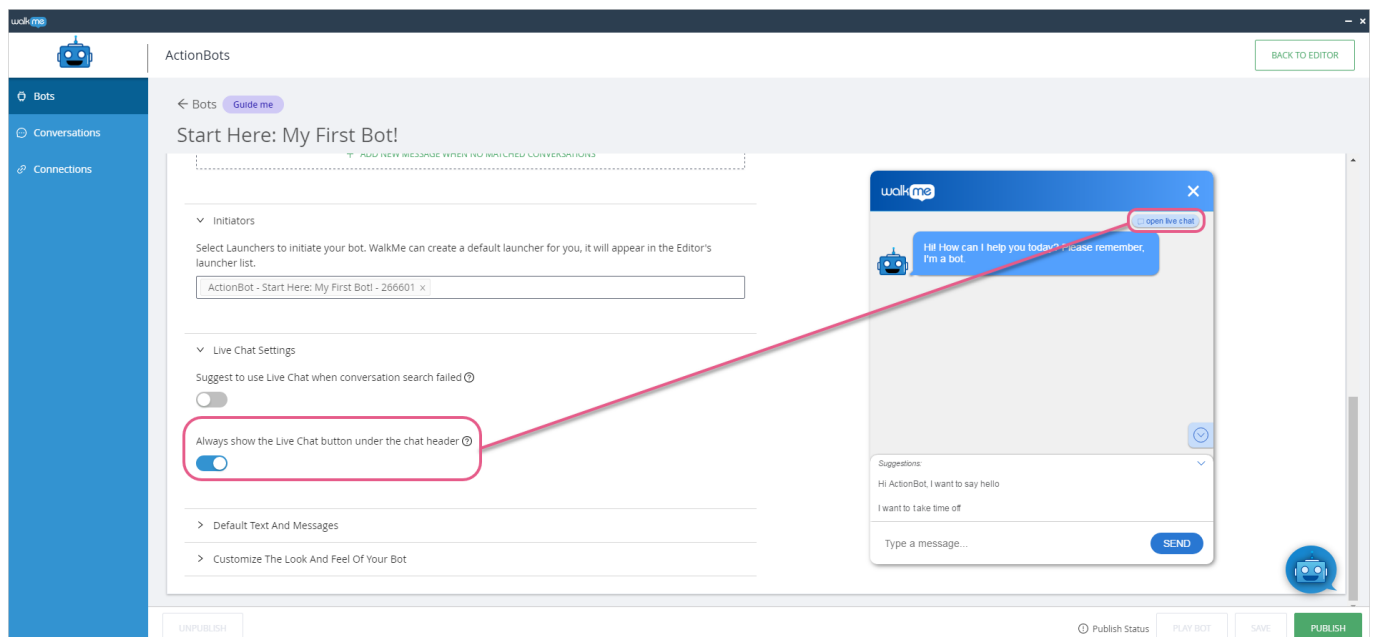 walkme
ActionBots
BACK TO EDITOR
Bots
Conversations
Connections
Bots
Guide me
Start Here: My First Bot!
+ ADD NEW MESSAGE WHEN NO MATCHED CONVERSATIONS
Initiators
Select Launchers to initiate your bot. WalkMe can create a default launcher for you, it will appear in the Editor's
launcher list.
ActionBot - Start Here: My First Bot! - 266601 ×
Live Chat Settings
Suggest to use Live Chat when conversation search failed
Always show the Live Chat button under the chat header
Default Text And Messages
Customize The Look And Feel Of Your Bot
walkme
open live chat
Hi! How can I help you today? Please remember,
I'm a bot.
Suggestions:
Hi ActionBot, I want to say hello
I want to take time off
Type a message...
SEND
UNPUBLISH
Publish Status
PLAY BOT
SAVE
PUBLISH